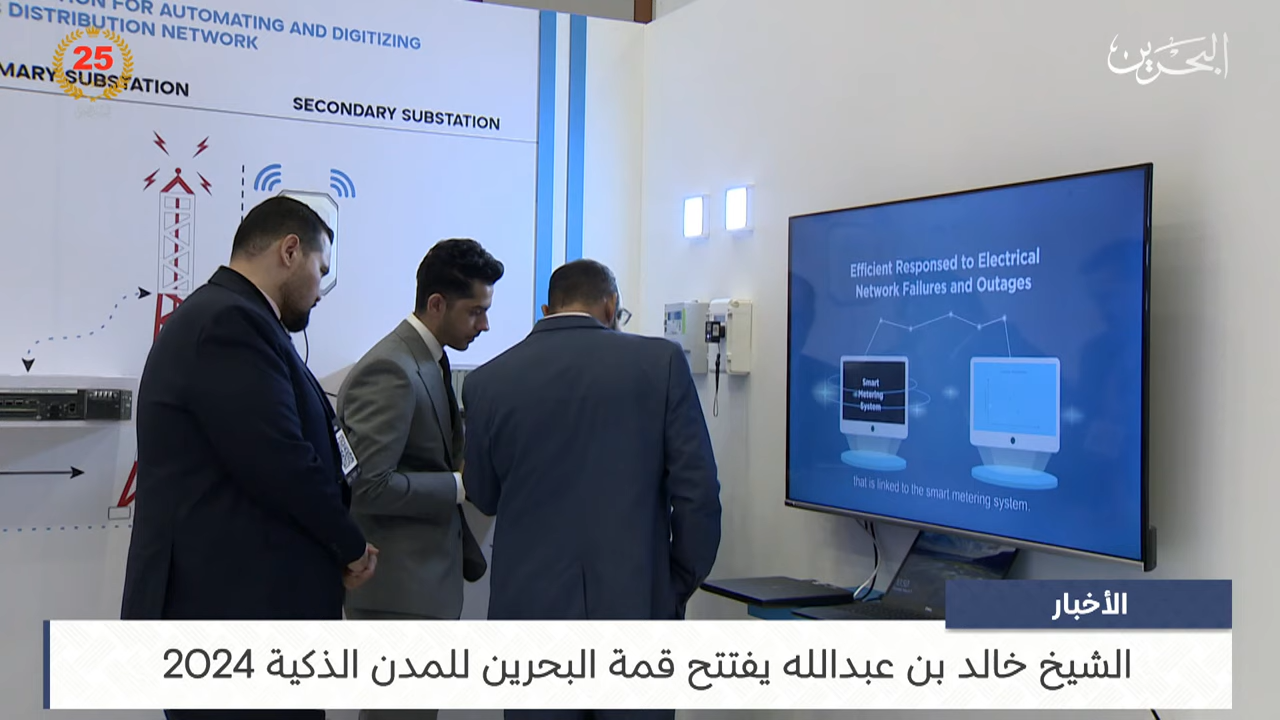 ION FOR AUTOMATING AND DIGITIZING
DISTRIBUTION NETWORK
25
MARY SUBSTATION
SECONDARY SUBSTATION
البحرين
Efficient Responsed to Electrical
Network Failures and Outages
Smart
Metering
System
that is linked to the smart metering system.
الأخبار
الشيخ خالد بن عبدالله يفتتح قمة البحرين للمدن الذكية 2024